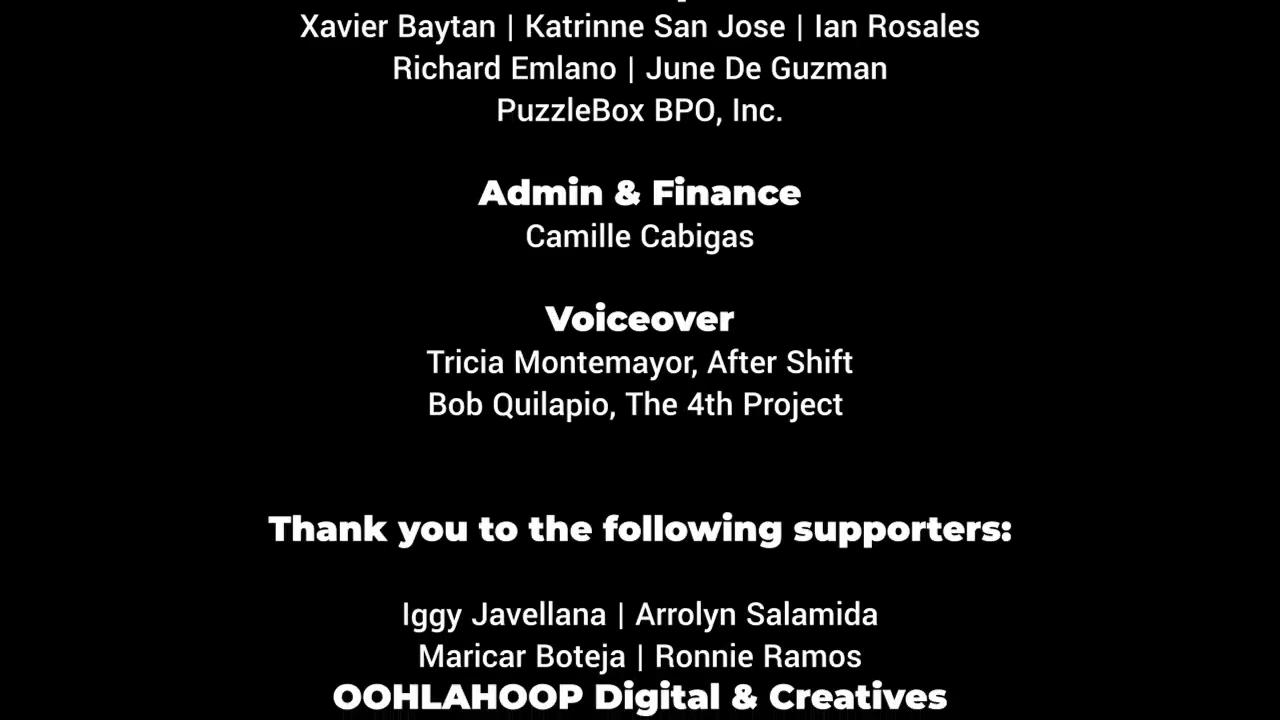 Xavier Baytan | Katrinne San Jose | Ian Rosales
Richard Emlano | June De Guzman
PuzzleBox BPO, Inc.
Admin & Finance
Camille Cabigas
Voiceover
Tricia Montemayor, After Shift
Bob Quilapio, The 4th Project
Thank you to the following supporters:
Iggy Javellana | Arrolyn Salamida
Maricar Boteja | Ronnie Ramos
OOHLAHOOP Digital & Creatives